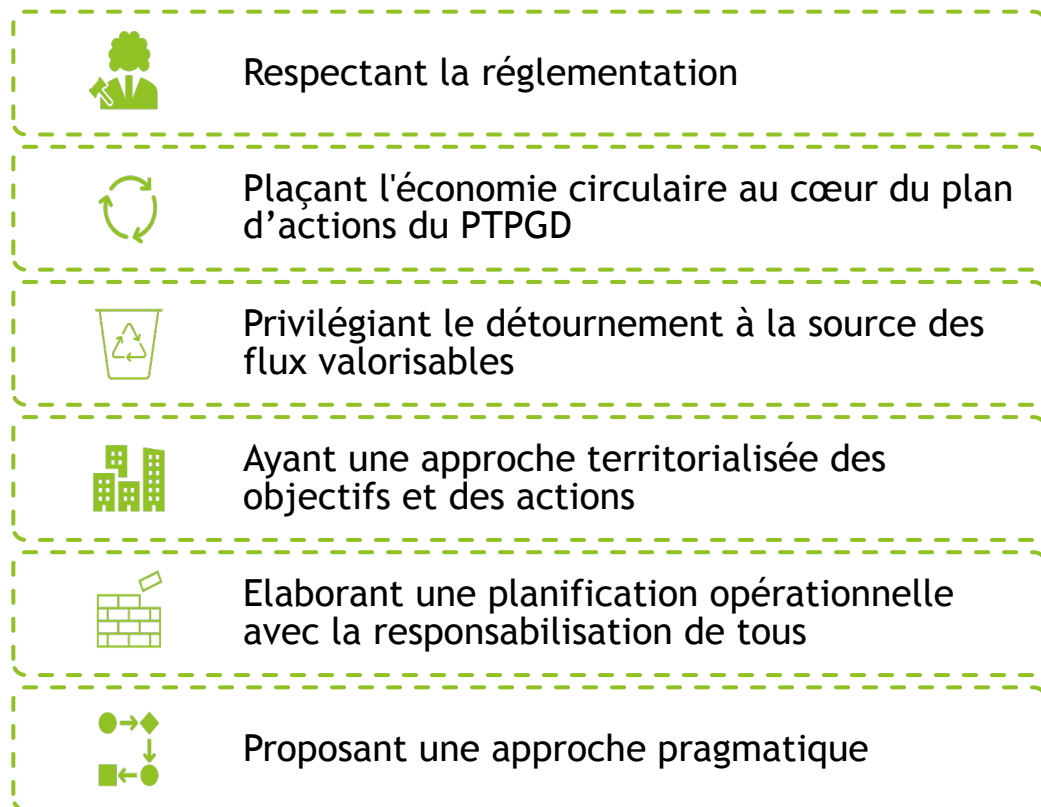 Respectant la réglementation
Plaçant l'économie circulaire au cœur du plan
d’actions du PTPGD
Privilégiant le détournement à la source des
flux valorisables
Ayant une approche territorialisée des
objectifs et des actions
Elaborant une planification opérationnelle
avec la responsabilisation de tous
Proposant une approche pragmatique